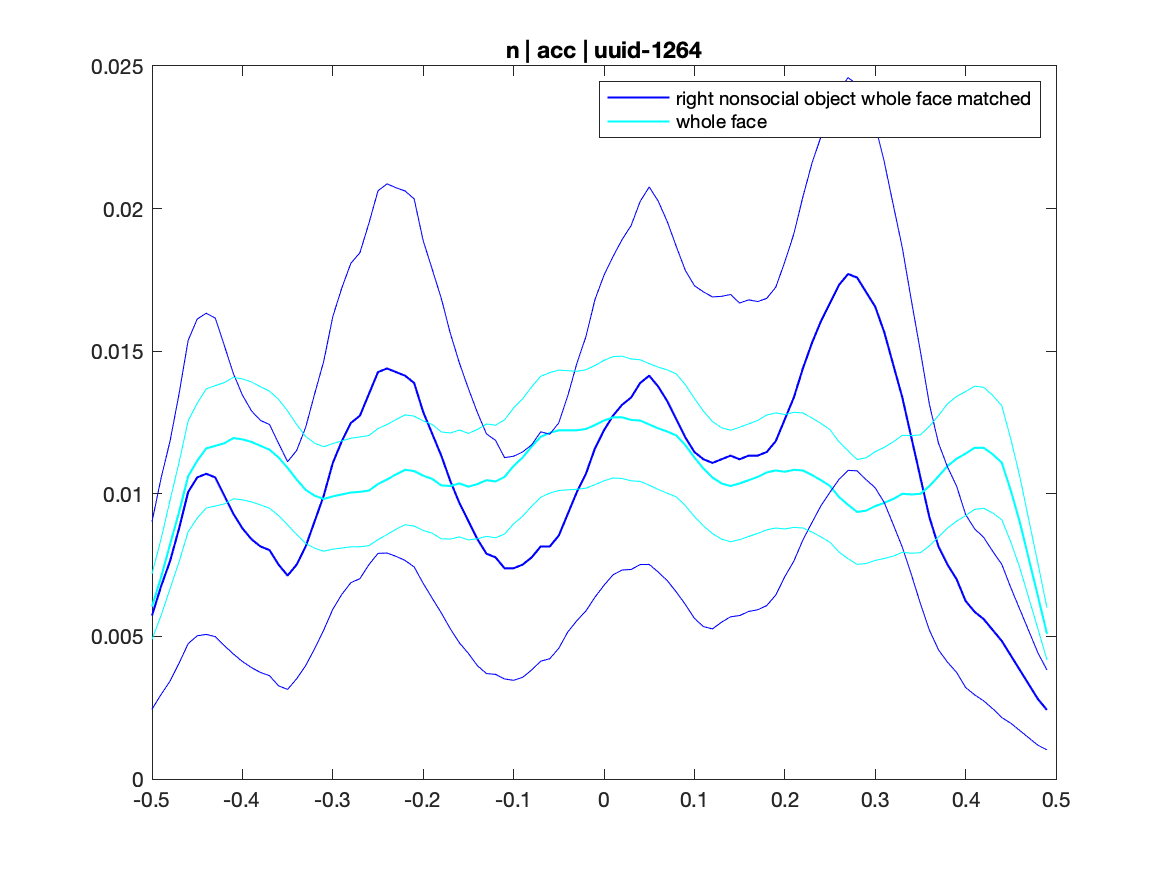 n | acc | uuid-1264
0.025
right nonsocial object whole face matched
whole face
0.02
0.015
0.01
0.005
0
-0.5 -0.4 -0.3 -0.2 -0.1 0 0.1 0.2 0.3 0.4 0.5